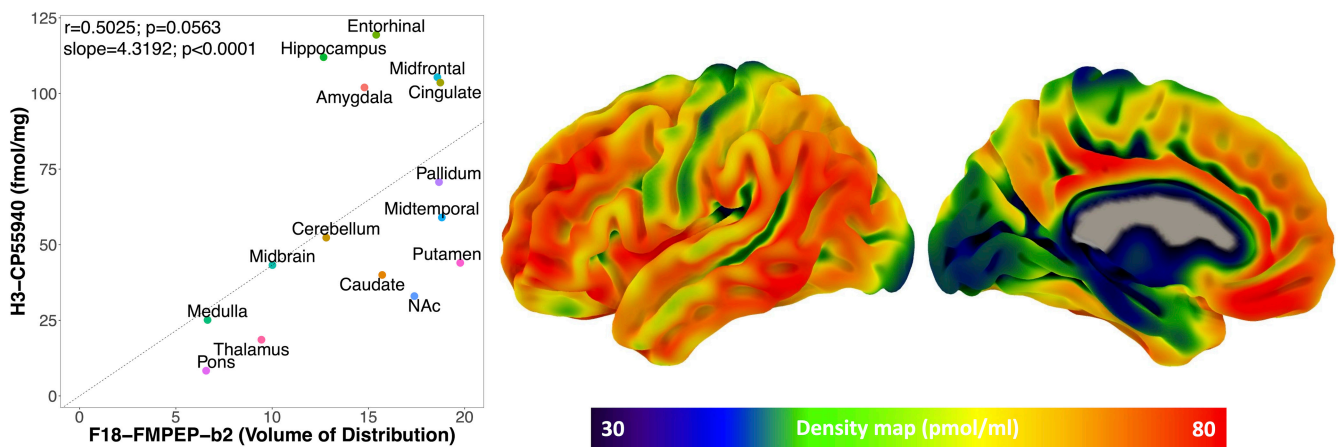 125
r=0.5025; p=0.0563
slope=4.3192; p<0.0001
Entorhinal
Hippocampus
Midfrontal
100
Cingulate
Amygdala
75
Pallidum
Midtemporal
Cerebellum
50
Putamen
Midbrain
Caudate
NAc
25
Medulla
Thalamus
Pons
0
0 5 10 15 20
H3−CP55940 (fmol/mg)
F18−FMPEP−b2 (Volume of Distribution)
30 Density map (pmol/ml) 80